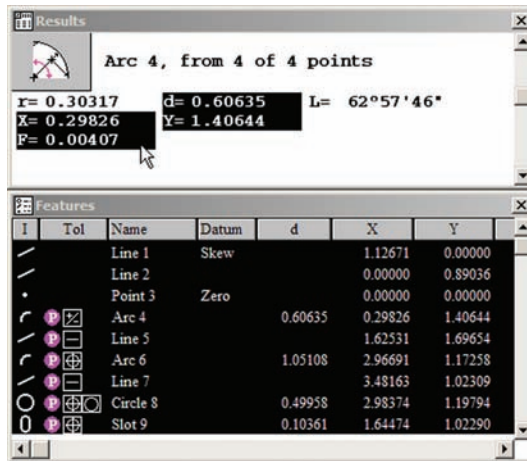 Results
Arc 4, from 4 of 4 points
r= 0.30317 d= 0.60635 L= 62º57'46"
X= 0.29826 Y= 1.40644
F= 0.00407
Features
I Tol Name Datum d X Y
Line 1 Skew 1.12671 0.00000
Line 2 0.00000 0.89036
Point 3 Zero 0.00000 0.00000
P +/- Arc 4 0.60635 0.29826 1.40644
P Line 5 1.62531 1.69654
P Arc 6 1.05108 2.96691 1.17258
P Line 7 3.48163 1.02309
P Circle 8 0.49958 2.98374 1.19794
P Slot 9 0.10361 1.64474 1.02290